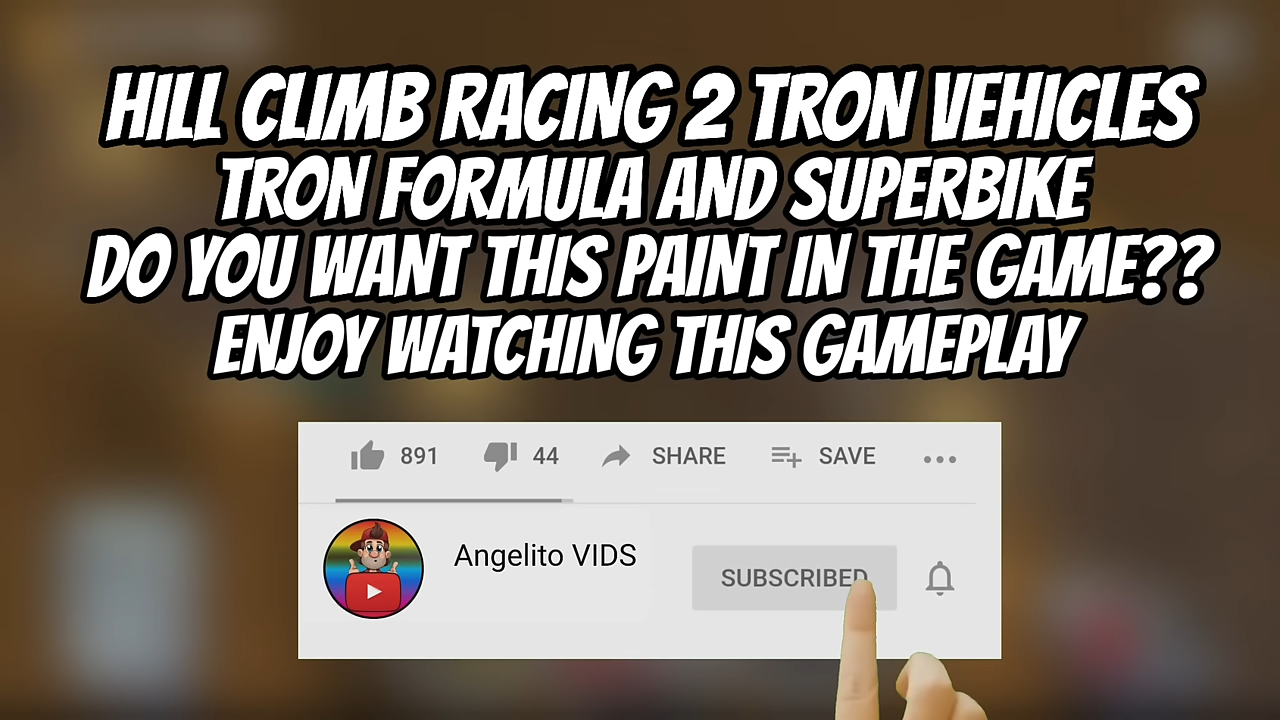 HILL CLIMB RACING 2 TRON VEHICLES
TRON FORMULA AND SUPERBIKE
DO YOU WANT THIS PAINT IN THE GAME??
ENJOY WATCHING THIS GAMEPLAY
891 44 SHARE SAVE
Angelito VIDS
SUBSCRIBED